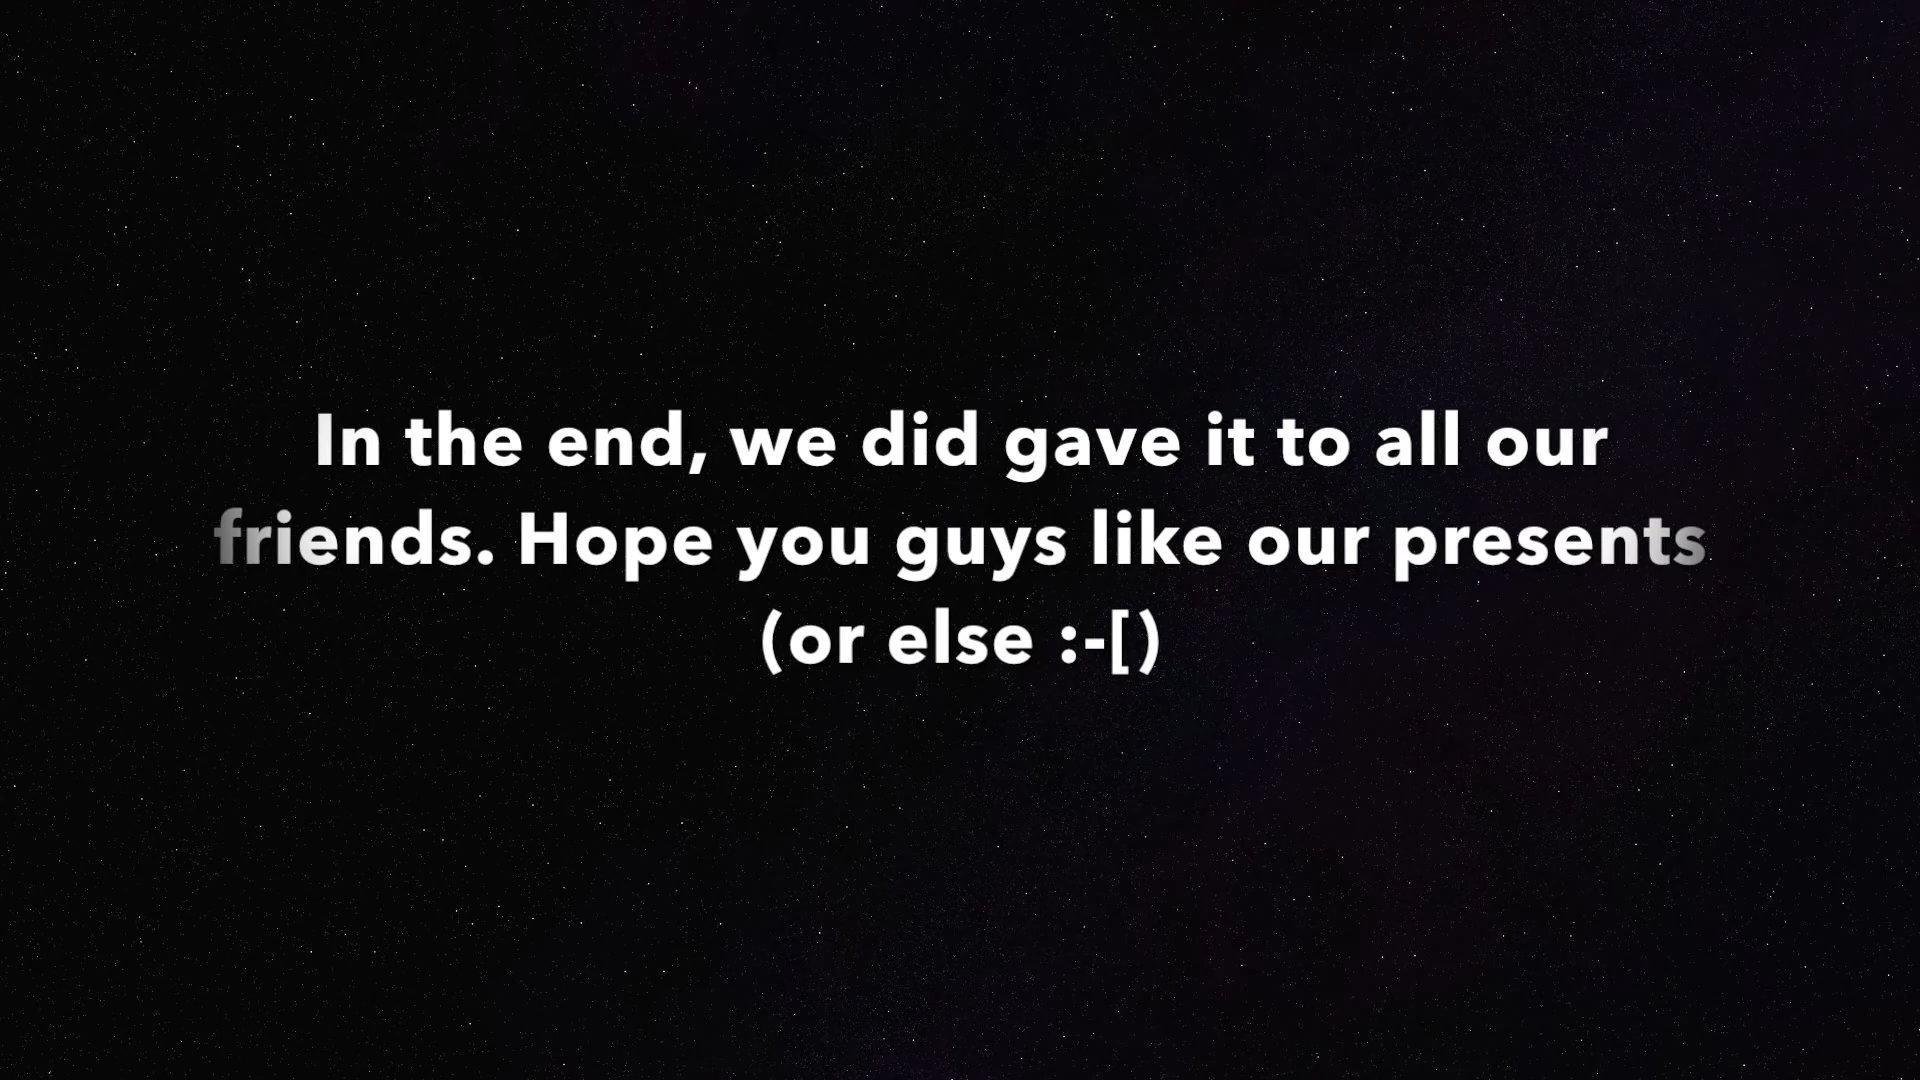 In the end, we did gave it to all our
friends. Hope you guys like our presents
(or else :-[)